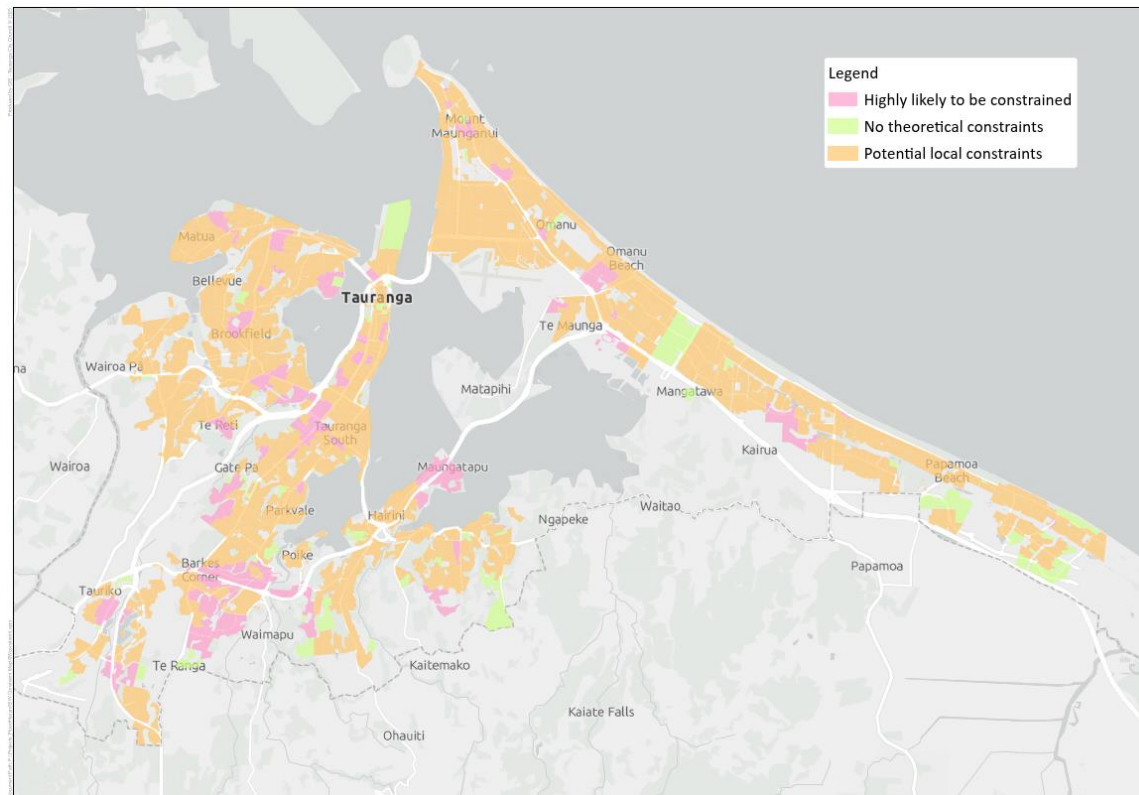 Legend
Highly likely to be constrained
No theoretical constraints
Potential local constraints
Mount
Maunganui
Omanu
Matua
Omanu
Beach
Bellevue
Tauranga
Te Maunga
Brookfield
Wairoa Pa
na
Matapihi
Mangatawa
Te Reti
Tauranga
South
Kairua
Wairoa
Gate Pa
Maungatapu
Papamoa
Beach
Parkvale
Hairini
Ngapeke
Waitao
Poike
Barkes
Corner
Papamoa
Tauriko
Waimapu
Te Ranga
Kaitemako
Kaiate Falls
Ohauiti